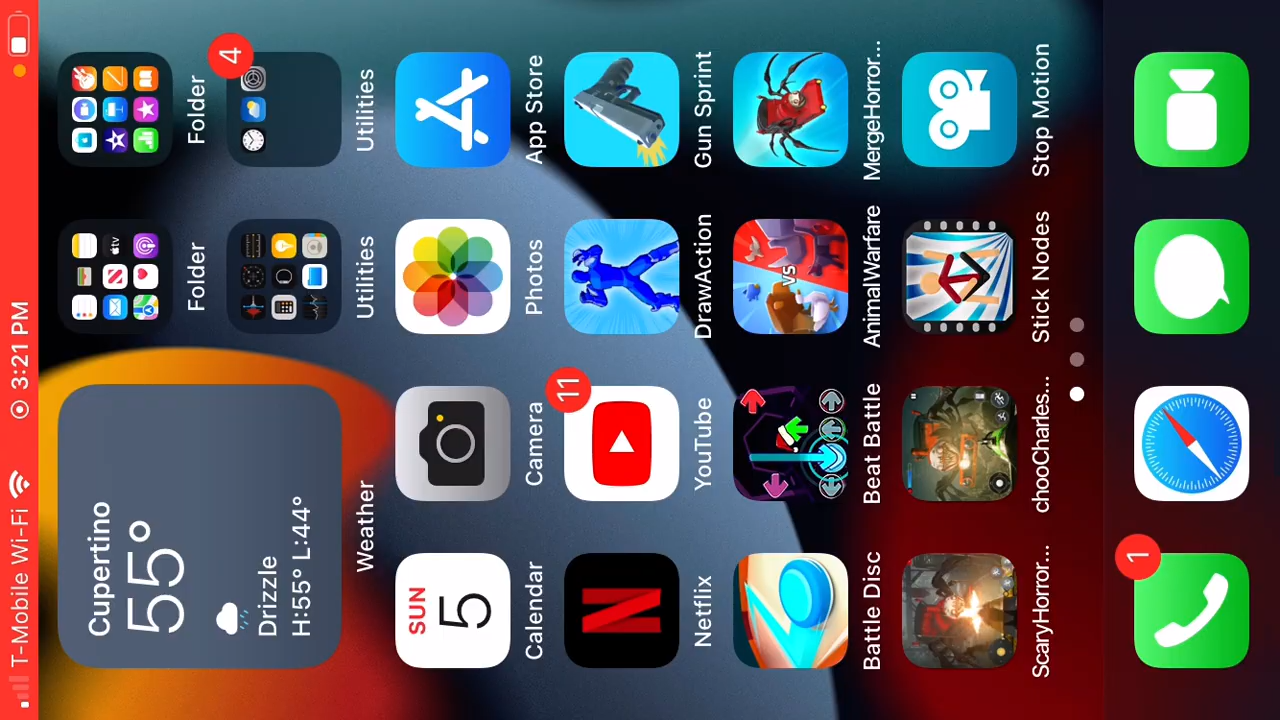 T-Mobile Wi-Fi 3:21 PM
Cupertino
55°
Drizzle
H:55° L:44°
Weather
Folder
Folder
4
Utilities
Utilities
SUN
5
Calendar
Camera
Photos
App Store
11
Netflix
YouTube
DrawAction
Gun Sprint
VS
Battle Disc
Beat Battle
AnimalWarfare
MergeHorror...
ScaryHorror...
chooCharles...
Stick Nodes
Stop Motion
1